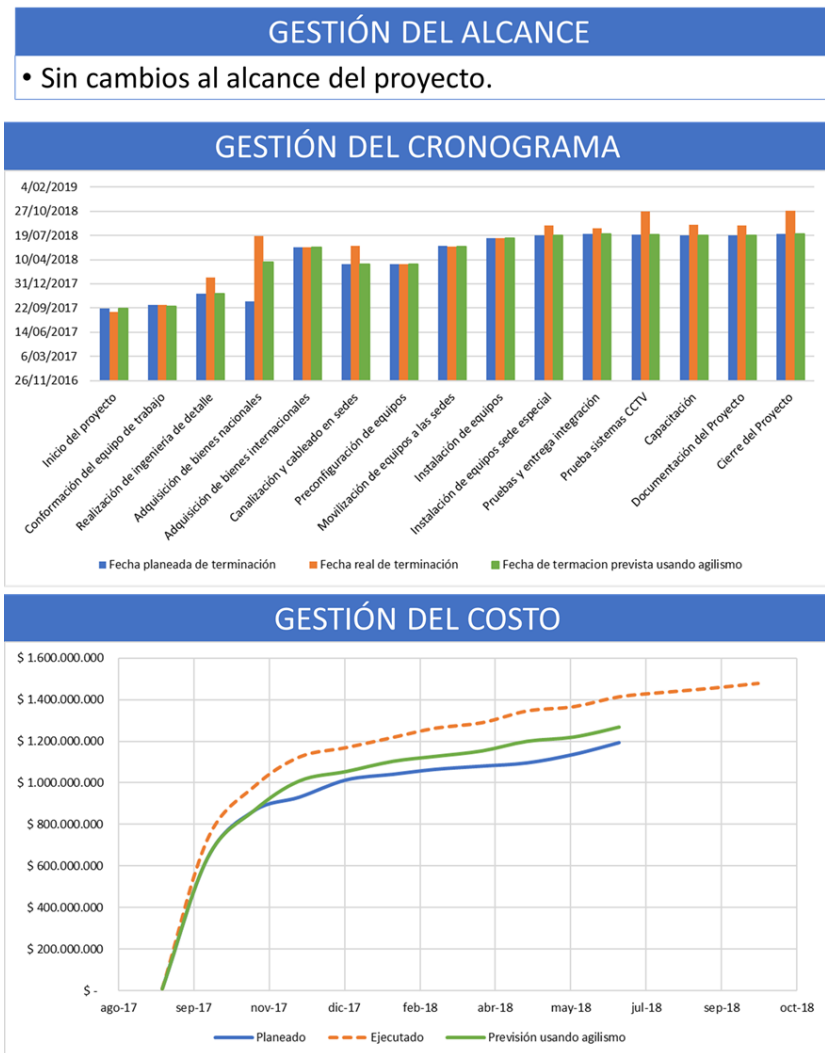 GESTIÓN DEL ALCANCE
• Sin cambios al alcance del proyecto.
GESTIÓN DEL CRONOGRAMA
4/02/2019
27/10/2018
19/07/2018
10/04/2018
31/12/2017
22/09/2017
14/06/2017
6/03/2017
26/11/2016
Inicio del proyecto
Conformación del equipo de trabajo
Realización de ingeniería de detalle
Adquisición de bienes nacionales
Adquisición de bienes internacionales
Canalización y cableado en sedes
Preconfiguración de equipos
Movilización de equipos a las sedes
Instalación de equipos
Instalación de equipos sede especial
Pruebas y entrega integración
Prueba sistemas CCTV
Capacitación
Documentación del Proyecto
Cierre del Proyecto
Fecha planeada de terminación
Fecha real de terminación
Fecha de termacion prevista usando agilismo
GESTIÓN DEL COSTO
$ 1.600.000.000
$ 1.400.000.000
$ 1.200.000.000
$ 1.000.000.000
$ 800.000.000
$ 600.000.000
$ 400.000.000
$ 200.000.000
$ -
ago-17 sep-17 nov-17 dic-17 feb-18 abr-18 may-18 jul-18 sep-18 oct-18
Planeado Ejecutado Previsión usando agilismo